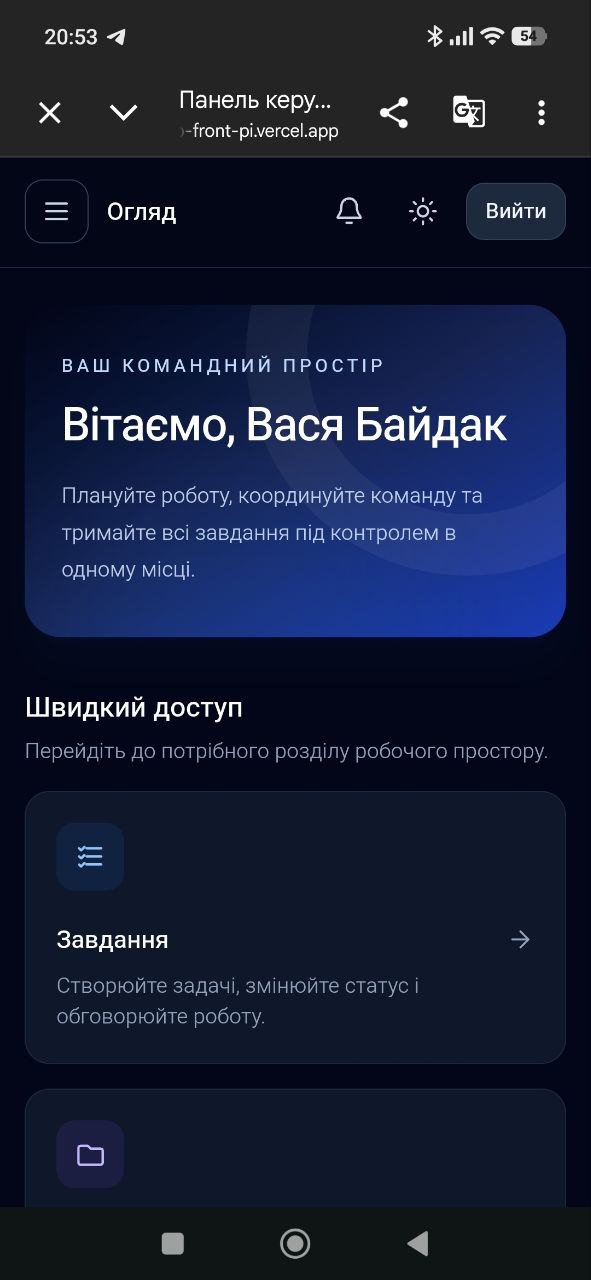 20:53
54
Панель керу...
-front-pi.vercel.app
Огляд
Вийти
ВАШ КОМАНДНИЙ ПРОСТІР
Вітаємо, Вася Байдак
Плануйте роботу, координуйте команду та
тримайте всі завдання під контролем в
одному місці.
Швидкий доступ
Перейдіть до потрібного розділу робочого простору.
Завдання
Створюйте задачі, змінюйте статус і
обговорюйте роботу.